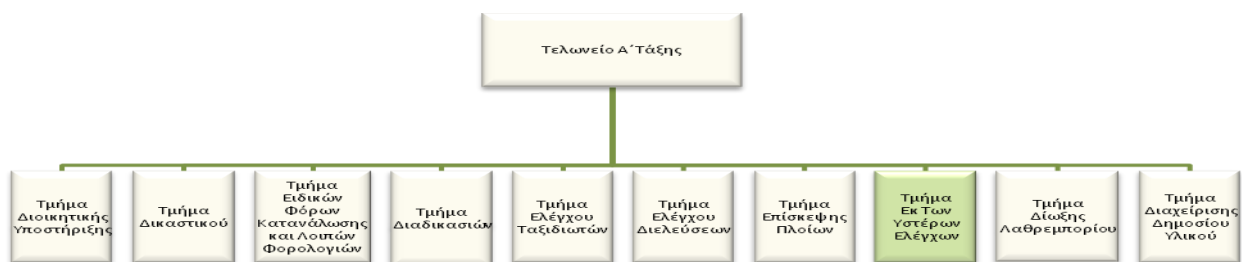 Τελωνείο Α΄Τάξης
Τμήμα
Διοικητικής
Υποστήριξης
Τμήμα
Δικαστικού
Τμήμα
Ειδικών
Φόρων
Κατανάλωσης
και Λοιπών
Φορολογιών
Τμήμα
Διαδικασιών
Τμήμα
Ελέγχου
Ταξιδιωτών
Τμήμα
Ελέγχου
Διελεύσεων
Τμήμα
Επίσκεψης
Πλοίων
Τμήμα
Εκ Των
Υστέρων
Ελέγχων
Τμήμα
Δίωξης
Λαθρεμπορίου
Τμήμα
Διαχείρισης
Δημοσίου
Υλικού